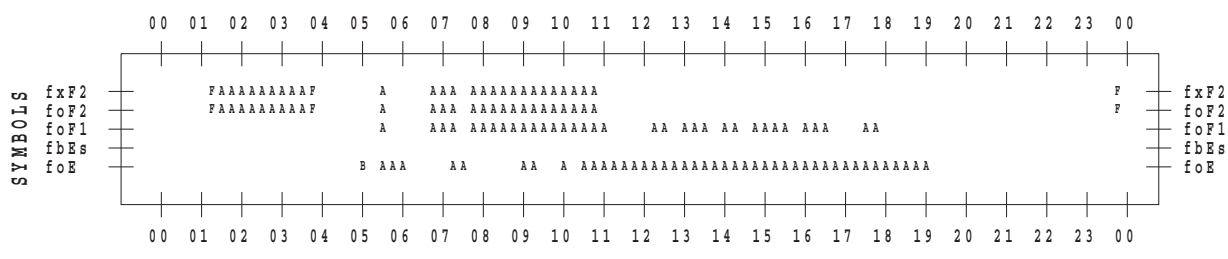 00 01 02 03 04 05 06 07 08 09 10 11 12 13 14 15 16 17 18 19 20 21 22 23 00
SYMBOLS
fxF2 FAAAAAAAAAF A AAA AAAAAAAAAAAAA F fxF2
foF2 FAAAAAAAAAF A AAA AAAAAAAAAAAAA F foF2
foF1 A AAA AAAAAAAAAAAAAA AA AAA AA AAAA AAA AA foF1
fbEs fbEs
foE B AAA AA AA A AAAAAAAAAAAAAAAAAAAAAAAAAAAAAAAAAAA foE
00 01 02 03 04 05 06 07 08 09 10 11 12 13 14 15 16 17 18 19 20 21 22 23 00